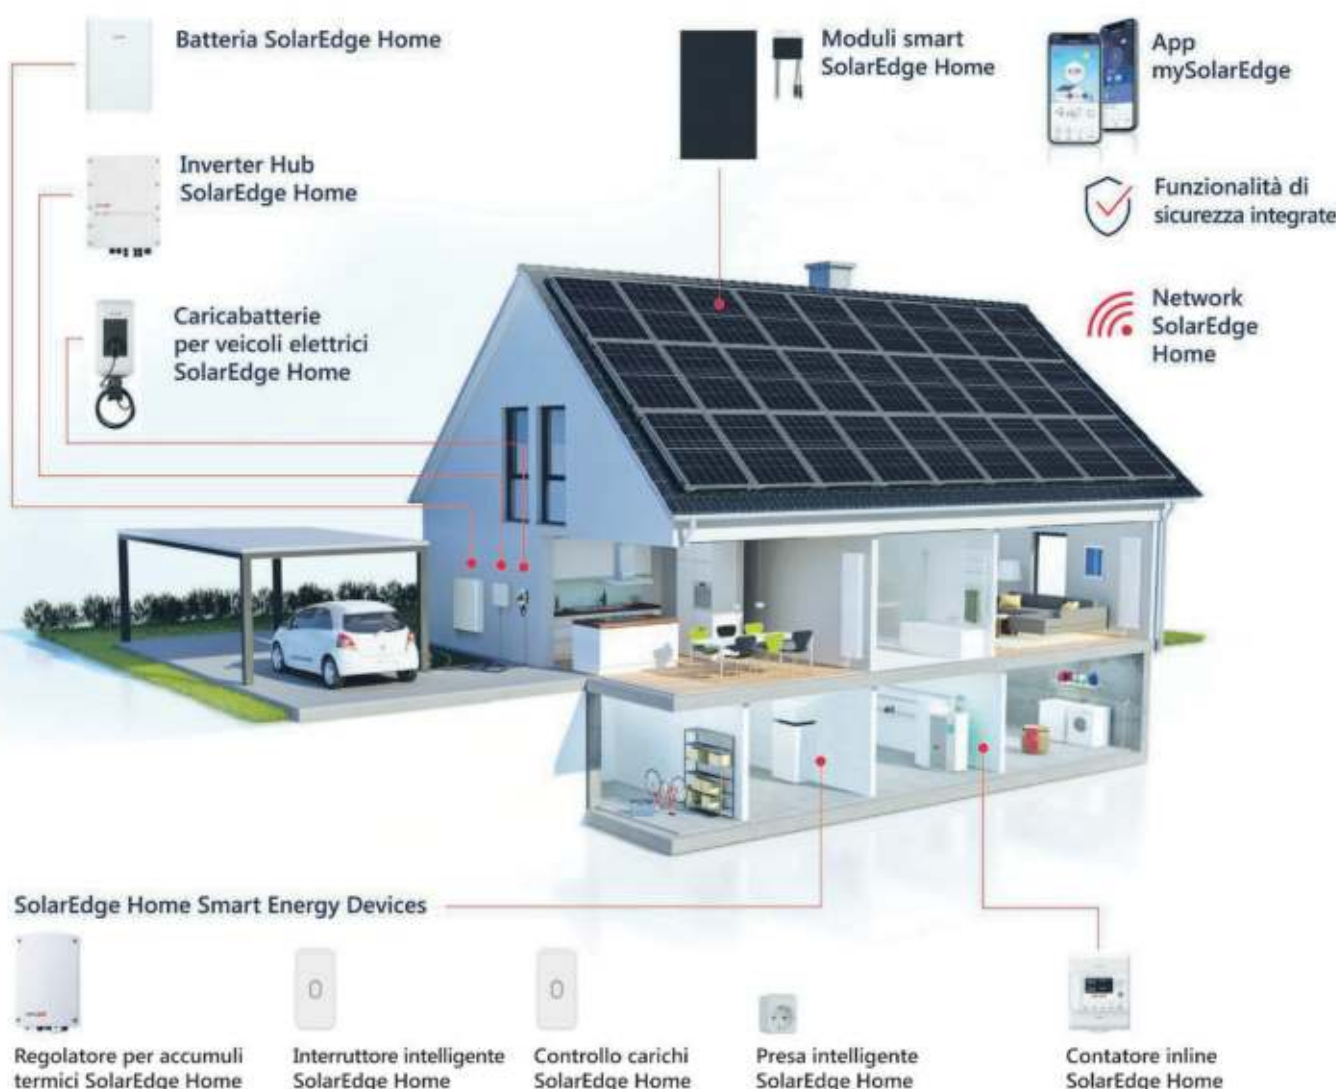 Batteria SolarEdge Home
Inverter Hub
SolarEdge Home
Caricabatterie
per veicoli elettrici
SolarEdge Home
Moduli smart
SolarEdge Home
App
mySolarEdge
Funzionalità di
sicurezza integrate
Network
SolarEdge
Home
SolarEdge Home Smart Energy Devices
Regolatore per accumuli
termici SolarEdge Home
Interruttore intelligente
SolarEdge Home
Controllo carichi
SolarEdge Home
Presa intelligente
SolarEdge Home
Contatore inline
SolarEdge Home